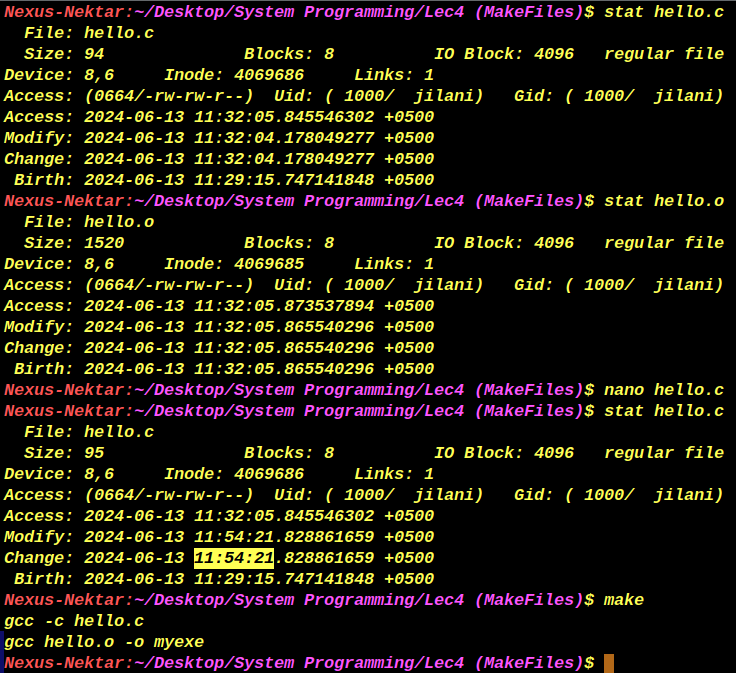 Nexus-Nektar:~/Desktop/System Programming/Lec4 (MakeFiles)$ stat hello.c
  File: hello.c
  Size: 94              Blocks: 8          IO Block: 4096   regular file
Device: 8,6     Inode: 4069686     Links: 1
Access: (0664/-rw-rw-r--)  Uid: ( 1000/  jilani)   Gid: ( 1000/  jilani)
Access: 2024-06-13 11:32:05.845546302 +0500
Modify: 2024-06-13 11:32:04.178049277 +0500
Change: 2024-06-13 11:32:04.178049277 +0500
 Birth: 2024-06-13 11:29:15.747141848 +0500
Nexus-Nektar:~/Desktop/System Programming/Lec4 (MakeFiles)$ stat hello.o
  File: hello.o
  Size: 1520            Blocks: 8          IO Block: 4096   regular file
Device: 8,6     Inode: 4069685     Links: 1
Access: (0664/-rw-rw-r--)  Uid: ( 1000/  jilani)   Gid: ( 1000/  jilani)
Access: 2024-06-13 11:32:05.873537894 +0500
Modify: 2024-06-13 11:32:05.865540296 +0500
Change: 2024-06-13 11:32:05.865540296 +0500
 Birth: 2024-06-13 11:32:05.865540296 +0500
Nexus-Nektar:~/Desktop/System Programming/Lec4 (MakeFiles)$ nano hello.c
Nexus-Nektar:~/Desktop/System Programming/Lec4 (MakeFiles)$ stat hello.c
  File: hello.c
  Size: 95              Blocks: 8          IO Block: 4096   regular file
Device: 8,6     Inode: 4069686     Links: 1
Access: (0664/-rw-rw-r--)  Uid: ( 1000/  jilani)   Gid: ( 1000/  jilani)
Access: 2024-06-13 11:32:05.845546302 +0500
Modify: 2024-06-13 11:54:21.828861659 +0500
Change: 2024-06-13 11:54:21.828861659 +0500
 Birth: 2024-06-13 11:29:15.747141848 +0500
Nexus-Nektar:~/Desktop/System Programming/Lec4 (MakeFiles)$ make
gcc -c hello.c
gcc hello.o -o myexe
Nexus-Nektar:~/Desktop/System Programming/Lec4 (MakeFiles)$